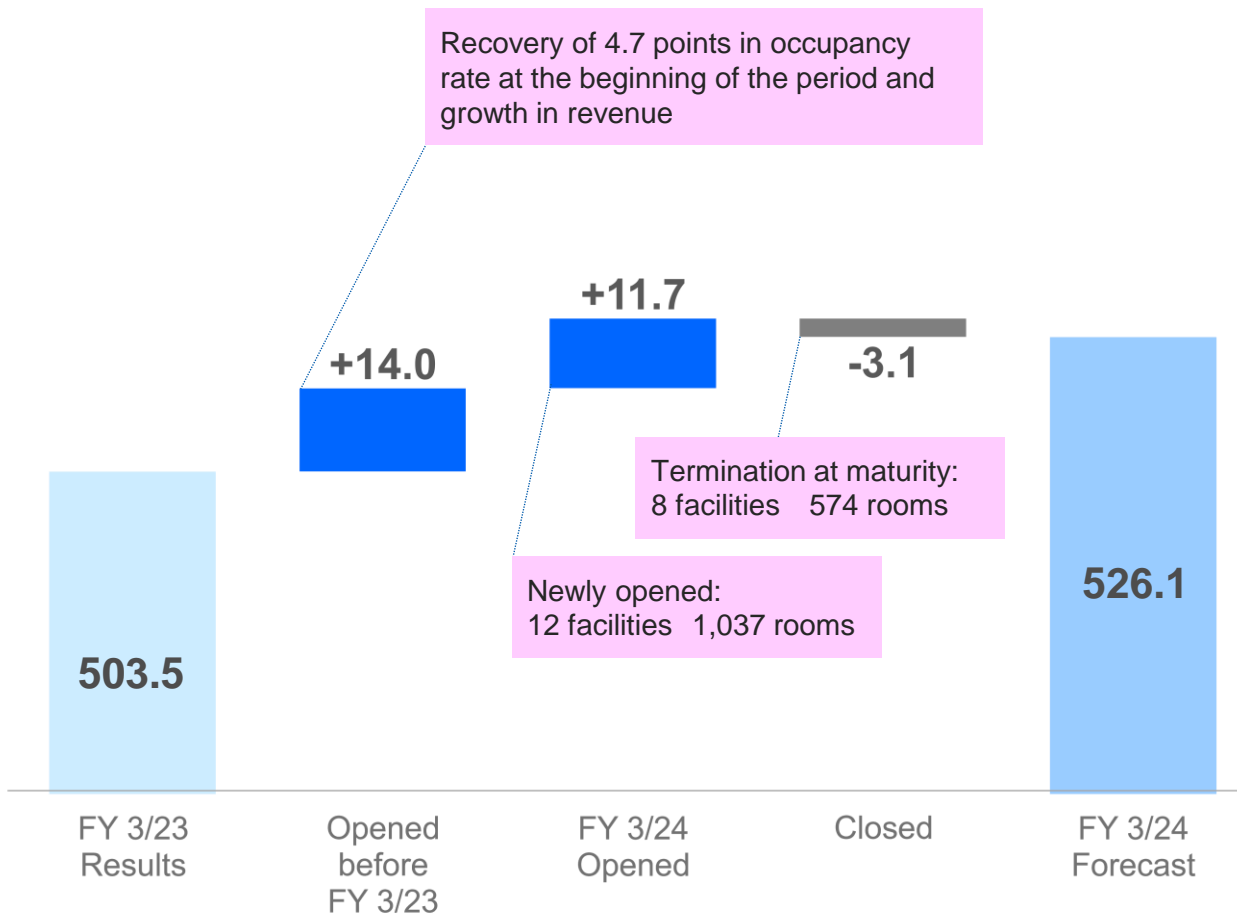 Recovery of 4.7 points in occupancy
rate at the beginning of the period and
growth in revenue
+11.7
+14.0
-3.1
Termination at maturity:
8 facilities 574 rooms
Newly opened:
12 facilities 1,037 rooms
526.1
503.5
FY 3/23
Results
Opened
before
FY 3/23
FY 3/24
Opened
Closed
FY 3/24
Forecast